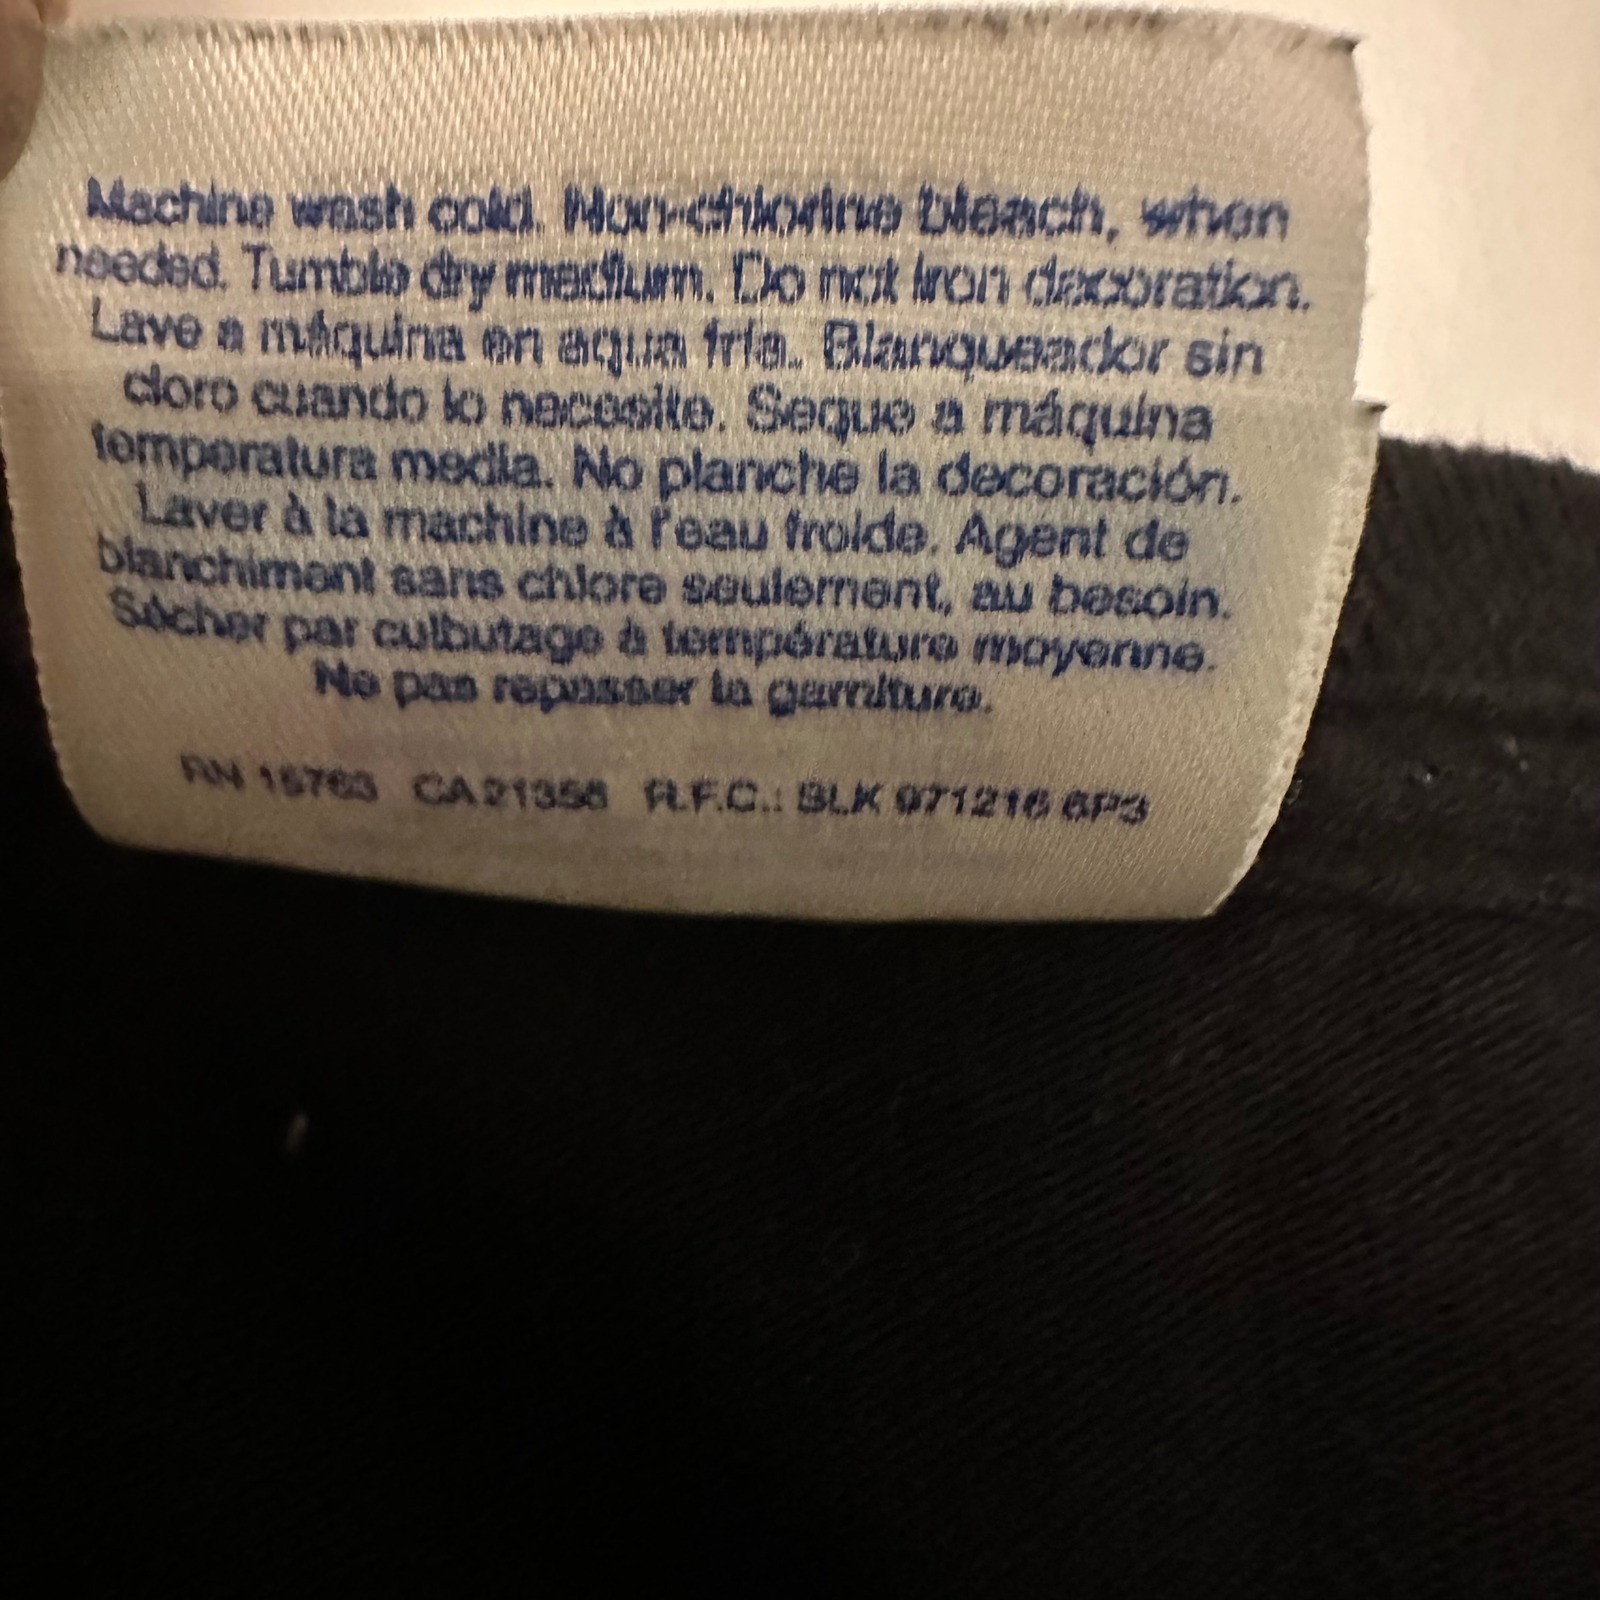 Machine wash cold. Non-chlorine bleach, when
needed. Tumble dry medium. Do not iron decoration.
Lave a máquina en agua fría. Blanqueador sin
cloro cuando lo necesite. Seque a máquina
temperatura media. No planche la decoración.
Laver à la machine à l'eau froide. Agent de
blanchiment sans chlore seulement, au besoin.
Sécher par culbutage à température moyenne.
Ne pas repasser la garniture.
RN 15763 CA21358 R.F.C.: BLK 971216 6P3